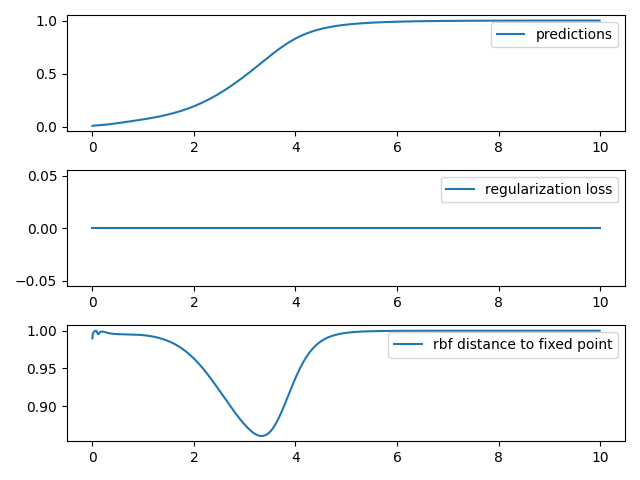 1.0
predictions
0.5
0.0
0 2 4 6 8 10
0.05
regularization loss
0.00
−0.05
0 2 4 6 8 10
1.00
rbf distance to fixed point
0.95
0.90
0 2 4 6 8 10